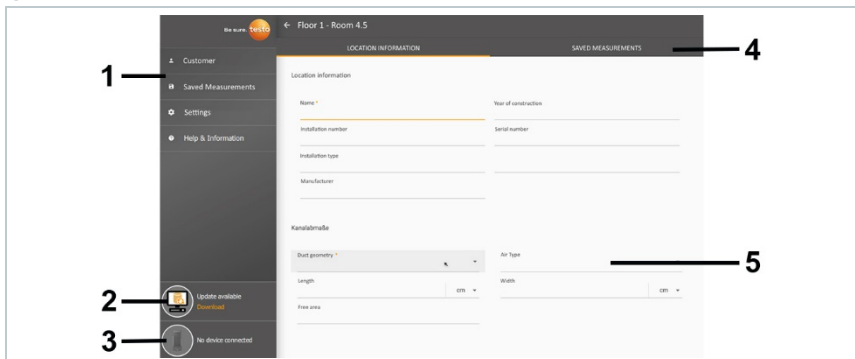 Be sure. testo
← Floor 1 - Room 4.5
LOCATION INFORMATION
SAVED MEASUREMENTS
4
1
Customer
Saved Measurements
Settings
Help & Information
Location information
Name *
Year of construction
Installation number
Serial number
Installation type
Manufacturer
Kanalabmaße
Duct geometry *
Air Type
5
Length
cm
Width
cm
Free area
2
Update available
Download
3
No device connected